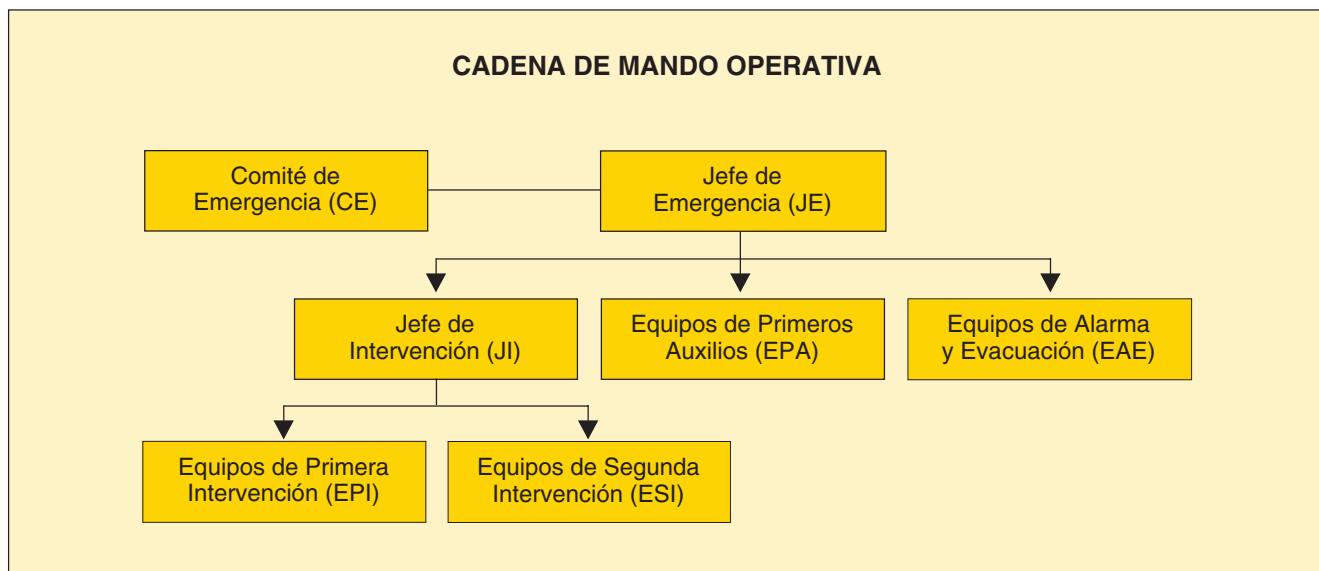 CADENA DE MANDO OPERATIVA
Comité de
Emergencia (CE)
Jefe de
Emergencia (JE)
Jefe de
Intervención (JI)
Equipos de Primeros
Auxilios (EPA)
Equipos de Alarma
y Evacuación (EAE)
Equipos de Primera
Intervención (EPI)
Equipos de Segunda
Intervención (ESI)